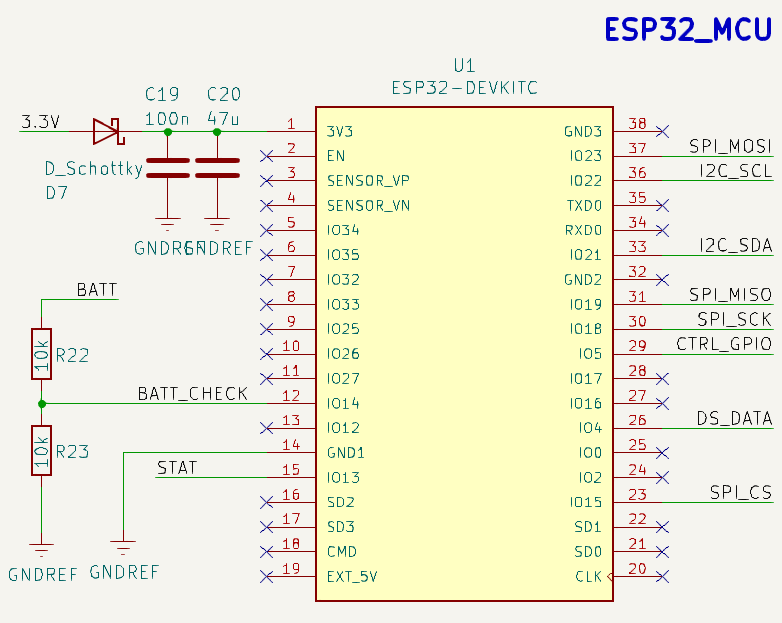 ESP32_MCU
U1
ESP32-DEVKITC
C19
100n
C20
47u
3.3V
D_Schottky
D7
GNDREF
GNDREF
BATT
10k
R22
BATT_CHECK
10k
R23
STAT
GNDREF
GNDREF
1 3V3
2 EN
3 SENSOR_VP
4 SENSOR_VN
5 IO34
6 IO35
7 IO32
8 IO33
9 IO25
10 IO26
11 IO27
12 IO14
13 IO12
14 GND1
15 IO13
16 SD2
17 SD3
18 CMD
19 EXT_5V
GND3 38
IO23 37 SPI_MOSI
IO22 36 I2C_SCL
TXD0 35
RXD0 34
IO21 33 I2C_SDA
GND2 32
IO19 31 SPI_MISO
IO18 30 SPI_SCK
IO5 29 CTRL_GPIO
IO17 28
IO16 27
IO4 26 DS_DATA
IO0 25
IO2 24
IO15 23 SPI_CS
SD1 22
SD0 21
CLK 20